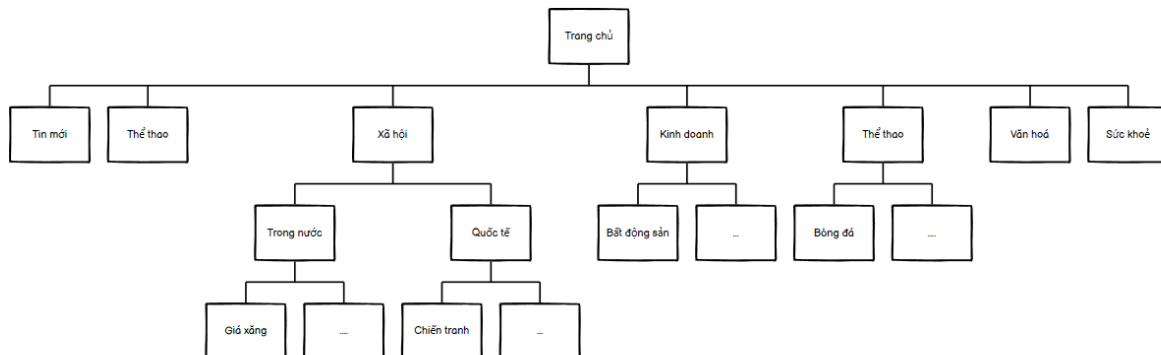 Trang chủ
Tin mới
Thể thao
Xã hội
Kinh doanh
Thể thao
Văn hoá
Sức khoẻ
Trong nước
Quốc tế
Bất động sản
...
Bóng đá
....
Giá xăng
....
Chiến tranh
...